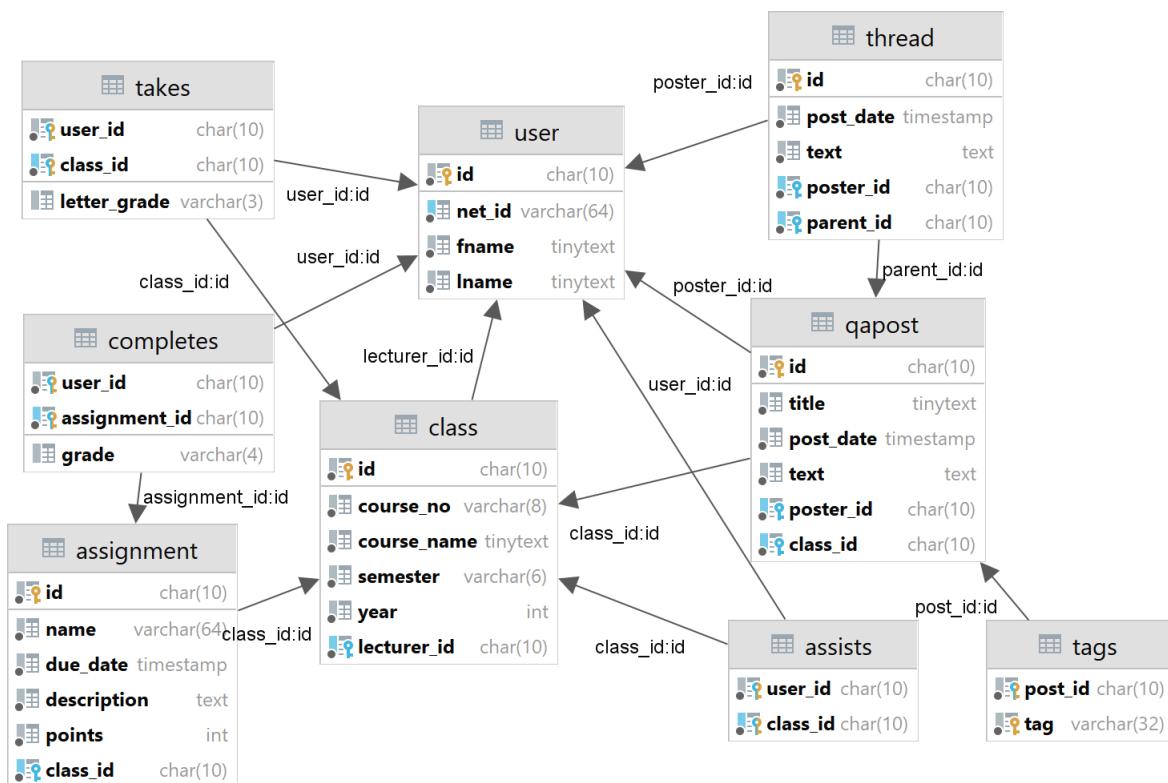 takes
user_id char(10)
class_id char(10)
letter_grade varchar(3)
user
id char(10)
net_id varchar(64)
fname tinytext
lname tinytext
thread
id char(10)
post_date timestamp
text text
poster_id char(10)
parent_id char(10)
poster_id:id
user_id:id
user_id:id
class_id:id
poster_id:id
parent_id:id
completes
user_id char(10)
assignment_id char(10)
grade varchar(4)
lecturer_id:id
user_id:id
qapost
id char(10)
title tinytext
post_date timestamp
text text
poster_id char(10)
class_id char(10)
class
id char(10)
course_no varchar(8)
course_name tinytext
semester varchar(6)
year int
lecturer_id char(10)
assignment_id:id
class_id:id
assignment
id char(10)
name varchar(64)
due_date timestamp
description text
points int
class_id char(10)
class_id:id
class_id:id
post_id:id
assists
user_id char(10)
class_id char(10)
tags
post_id char(10)
tag varchar(32)